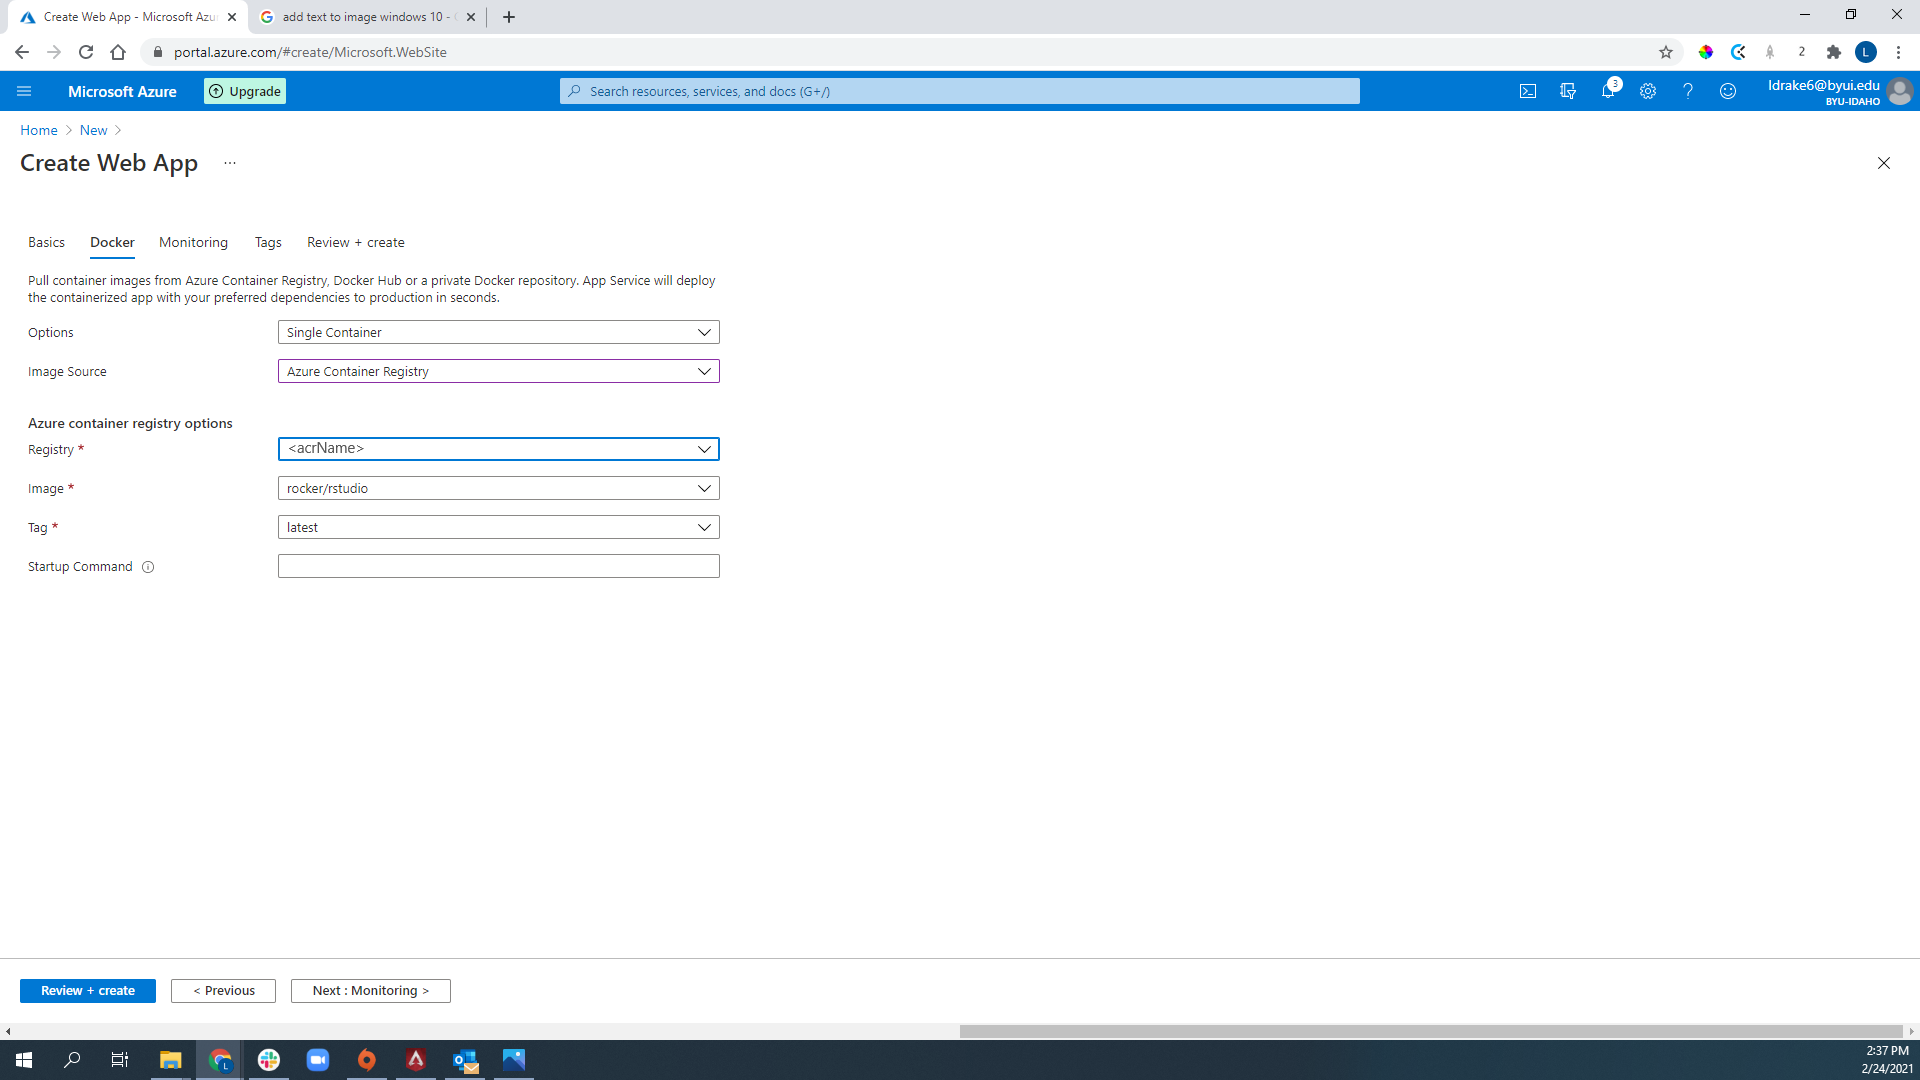 Create Web App - Microsoft Azu
add text to image windows 10 -
portal.azure.com/#create/Microsoft.WebSite
2
L
Microsoft Azure
Upgrade
Search resources, services, and docs (G+/)
3
ldrake6@byui.edu
BYU-IDAHO
Home > New >
Create Web App
...
Basics
Docker
Monitoring
Tags
Review + create
Pull container images from Azure Container Registry, Docker Hub or a private Docker repository. App Service will deploy
the containerized app with your preferred dependencies to production in seconds.
Options
Single Container
Image Source
Azure Container Registry
Azure container registry options
Registry *
<acrName>
Image *
rocker/rstudio
Tag *
latest
Startup Command
Review + create
< Previous
Next : Monitoring >
2:37 PM
2/24/2021